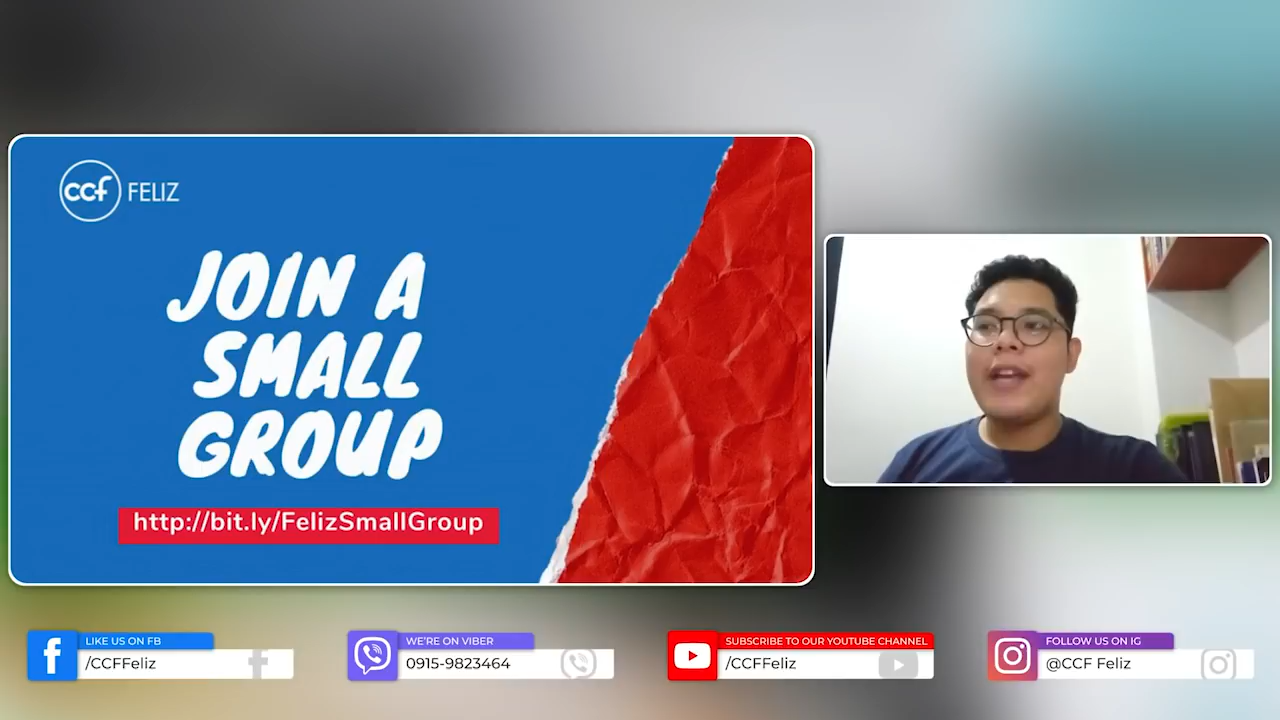 ccf FELIZ
JOIN A
SMALL
GROUP
http://bit.ly/FelizSmallGroup
LIKE US ON FB
/CCFFeliz
WE'RE ON VIBER
0915-9823464
SUBSCRIBE TO OUR YOUTUBE CHANNEL
/CCFFeliz
FOLLOW US ON IG
@CCF Feliz